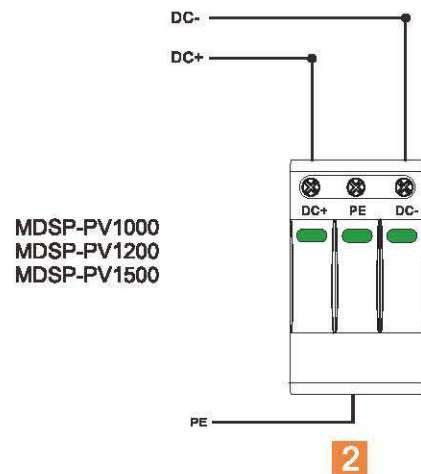 DC-
DC+
DC+ PE DC-
MDSP-PV1000
MDSP-PV1200
MDSP-PV1500
PE
2